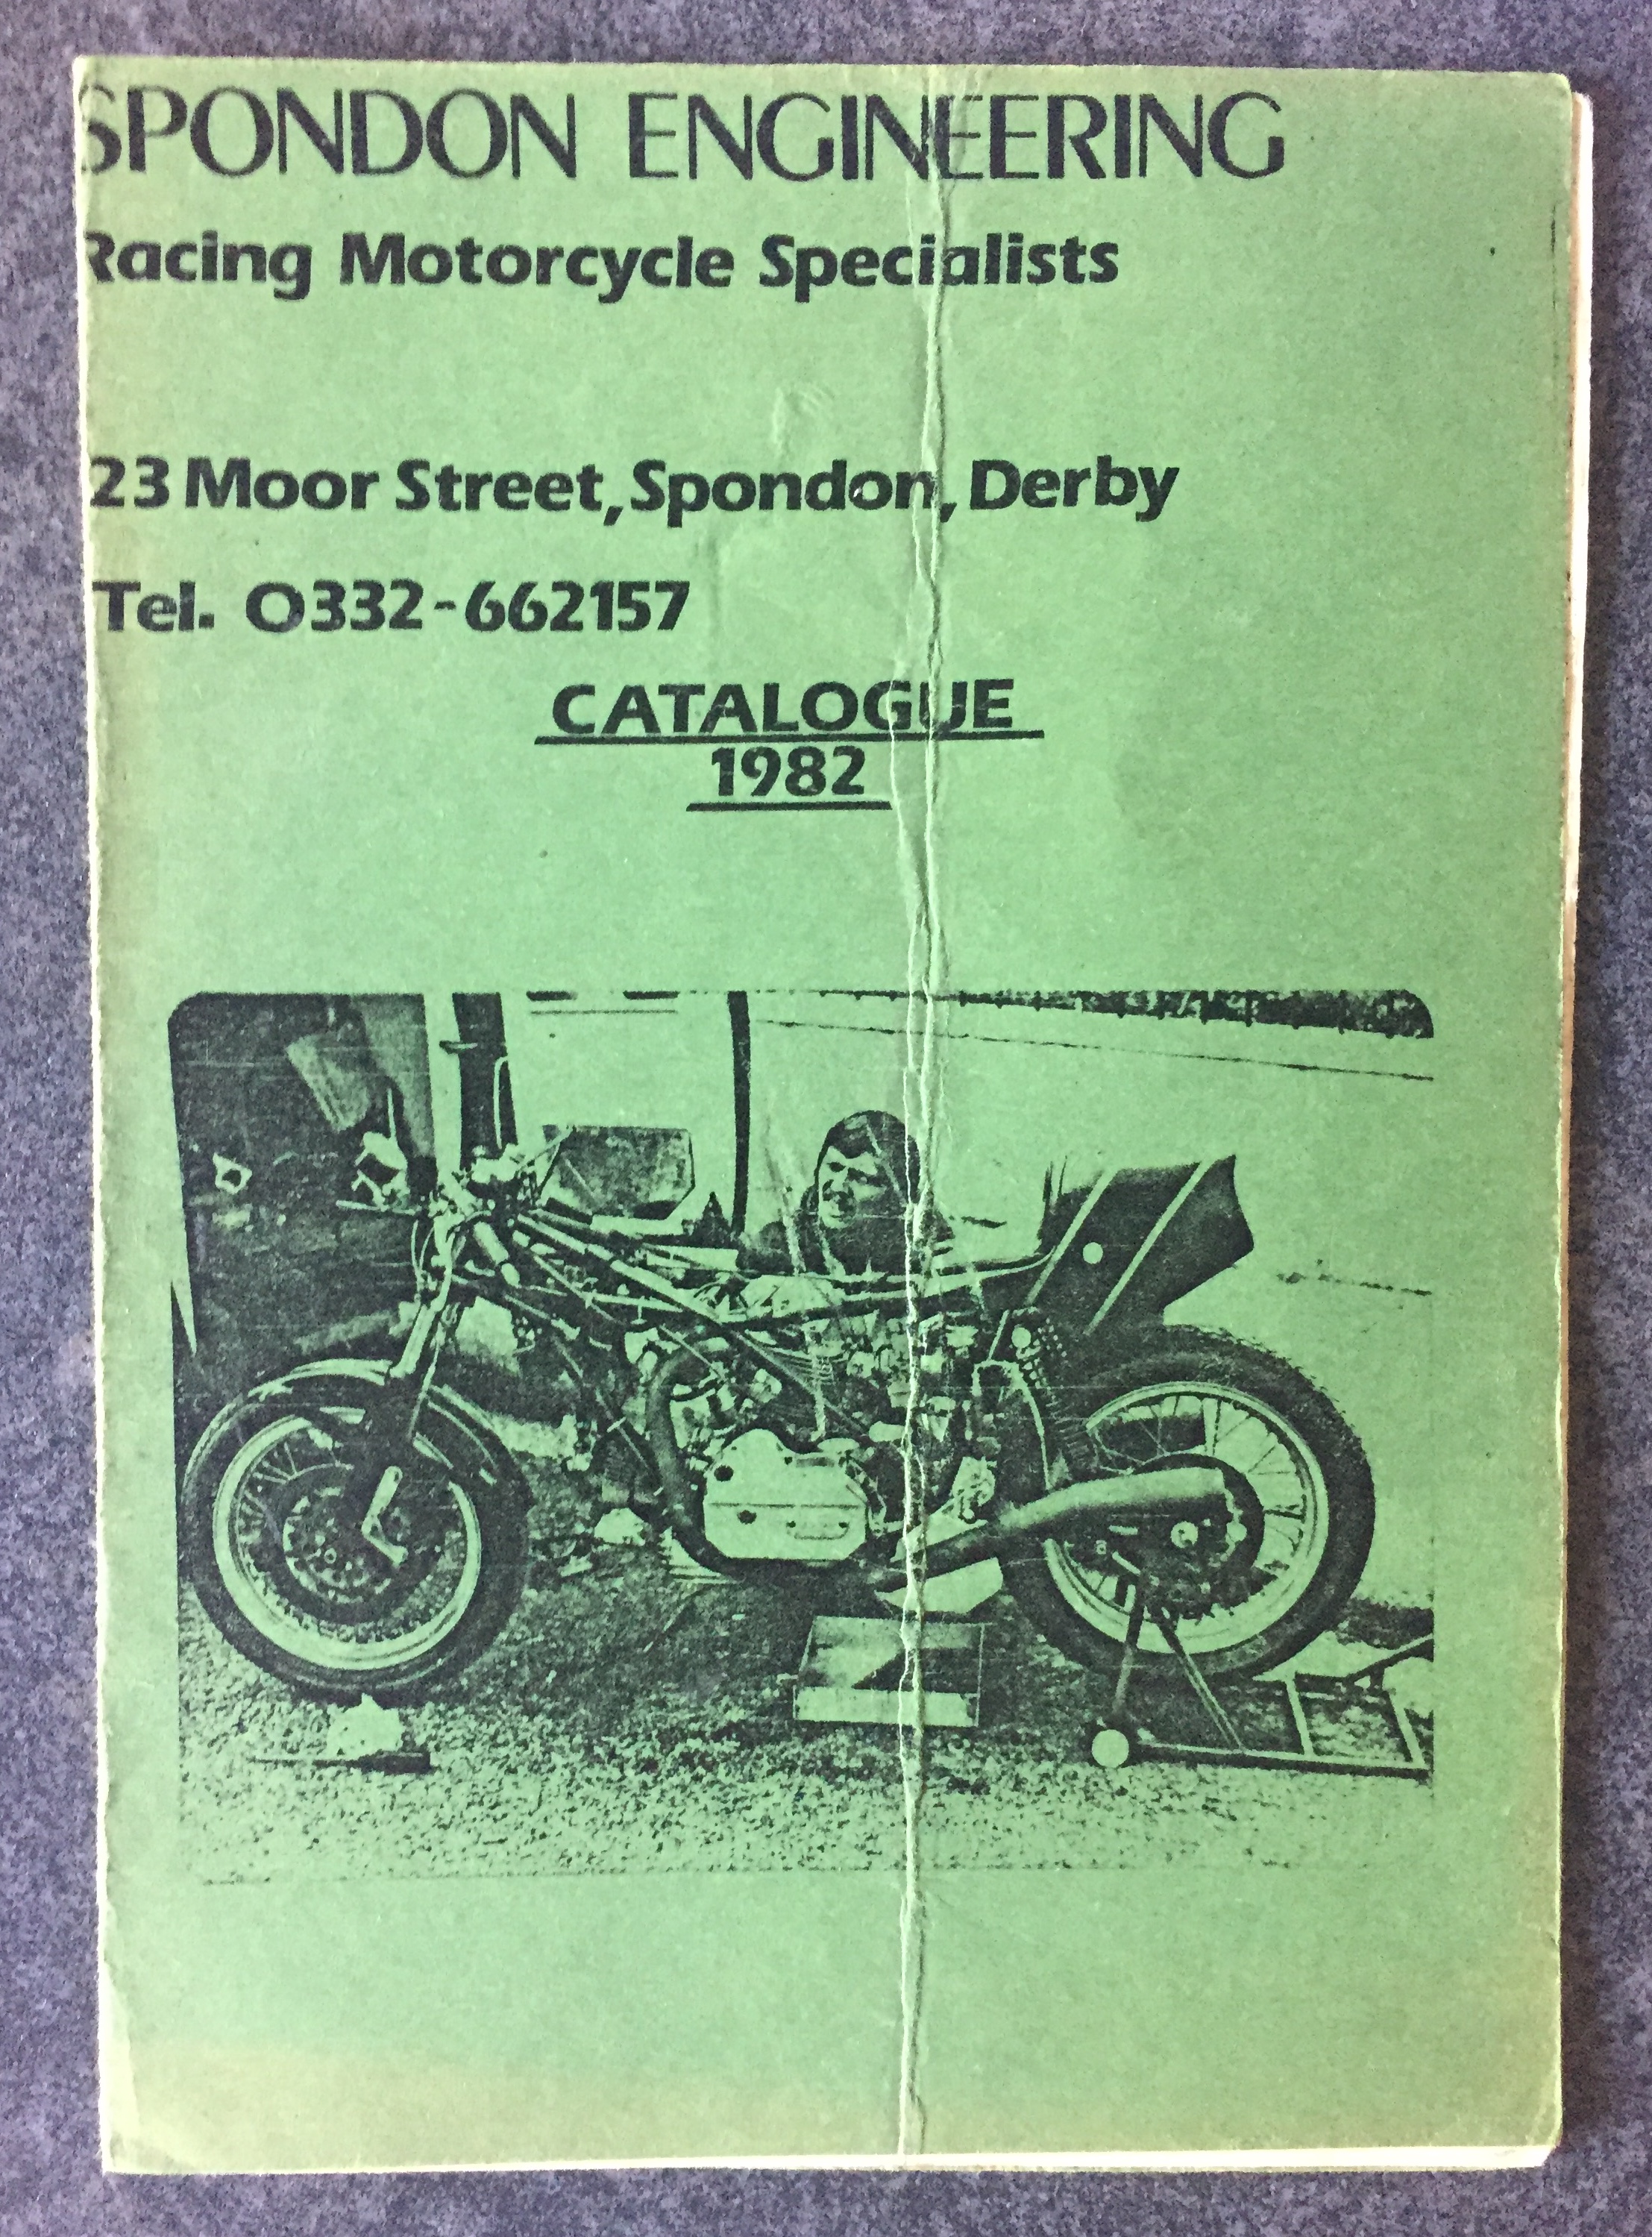 SPONDON ENGINEERING
Racing Motorcycle Specialists
23 Moor Street, Spondon, Derby
Tel. 0332-662157
CATALOGUE
1982